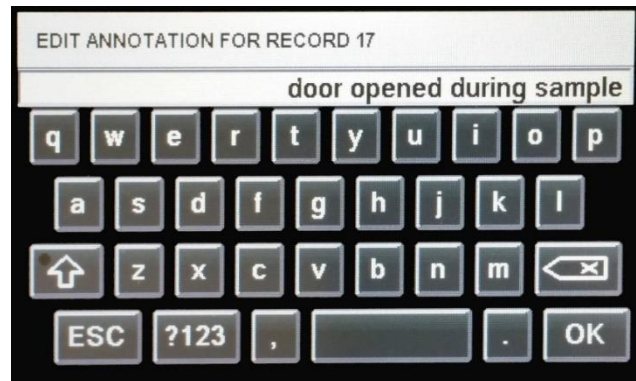 EDIT ANNOTATION FOR RECORD 17
door opened during sample
q w e r t y u i o p
a s d f g h j k l
z x c v b n m
ESC ?123 , . OK